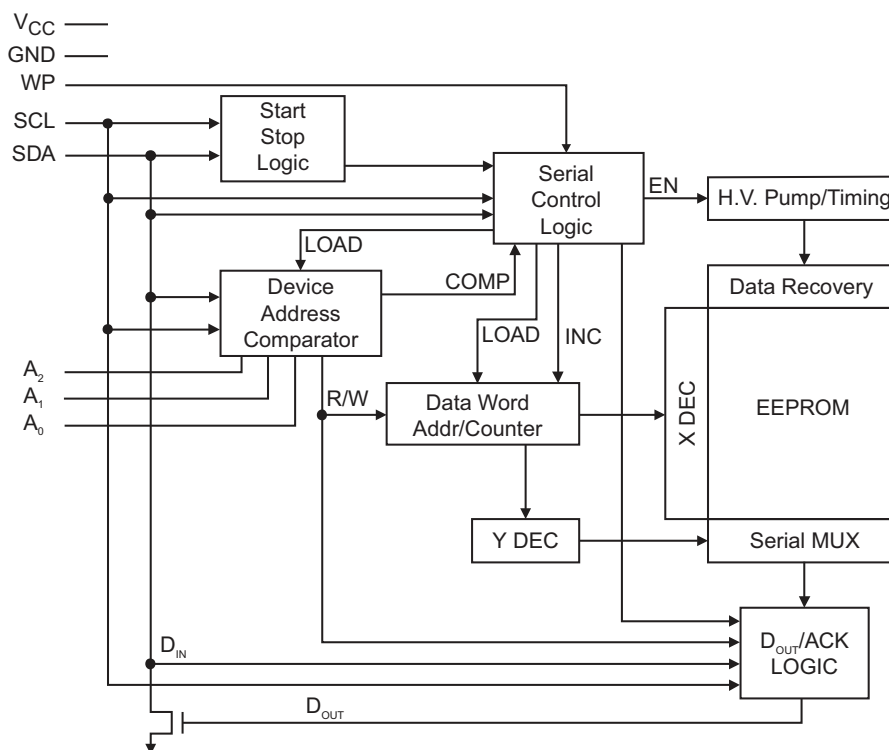 VCC
GND
WP
SCL
SDA
Start
Stop
Logic
Serial
Control
Logic
EN
H.V. Pump/Timing
LOAD
COMP
Device
Address
Comparator
Data Recovery
LOAD
INC
A2
A1
A0
R/W
Data Word
Addr/Counter
X DEC
EEPROM
Y DEC
Serial MUX
DIN
DOUT/ACK
LOGIC
DOUT